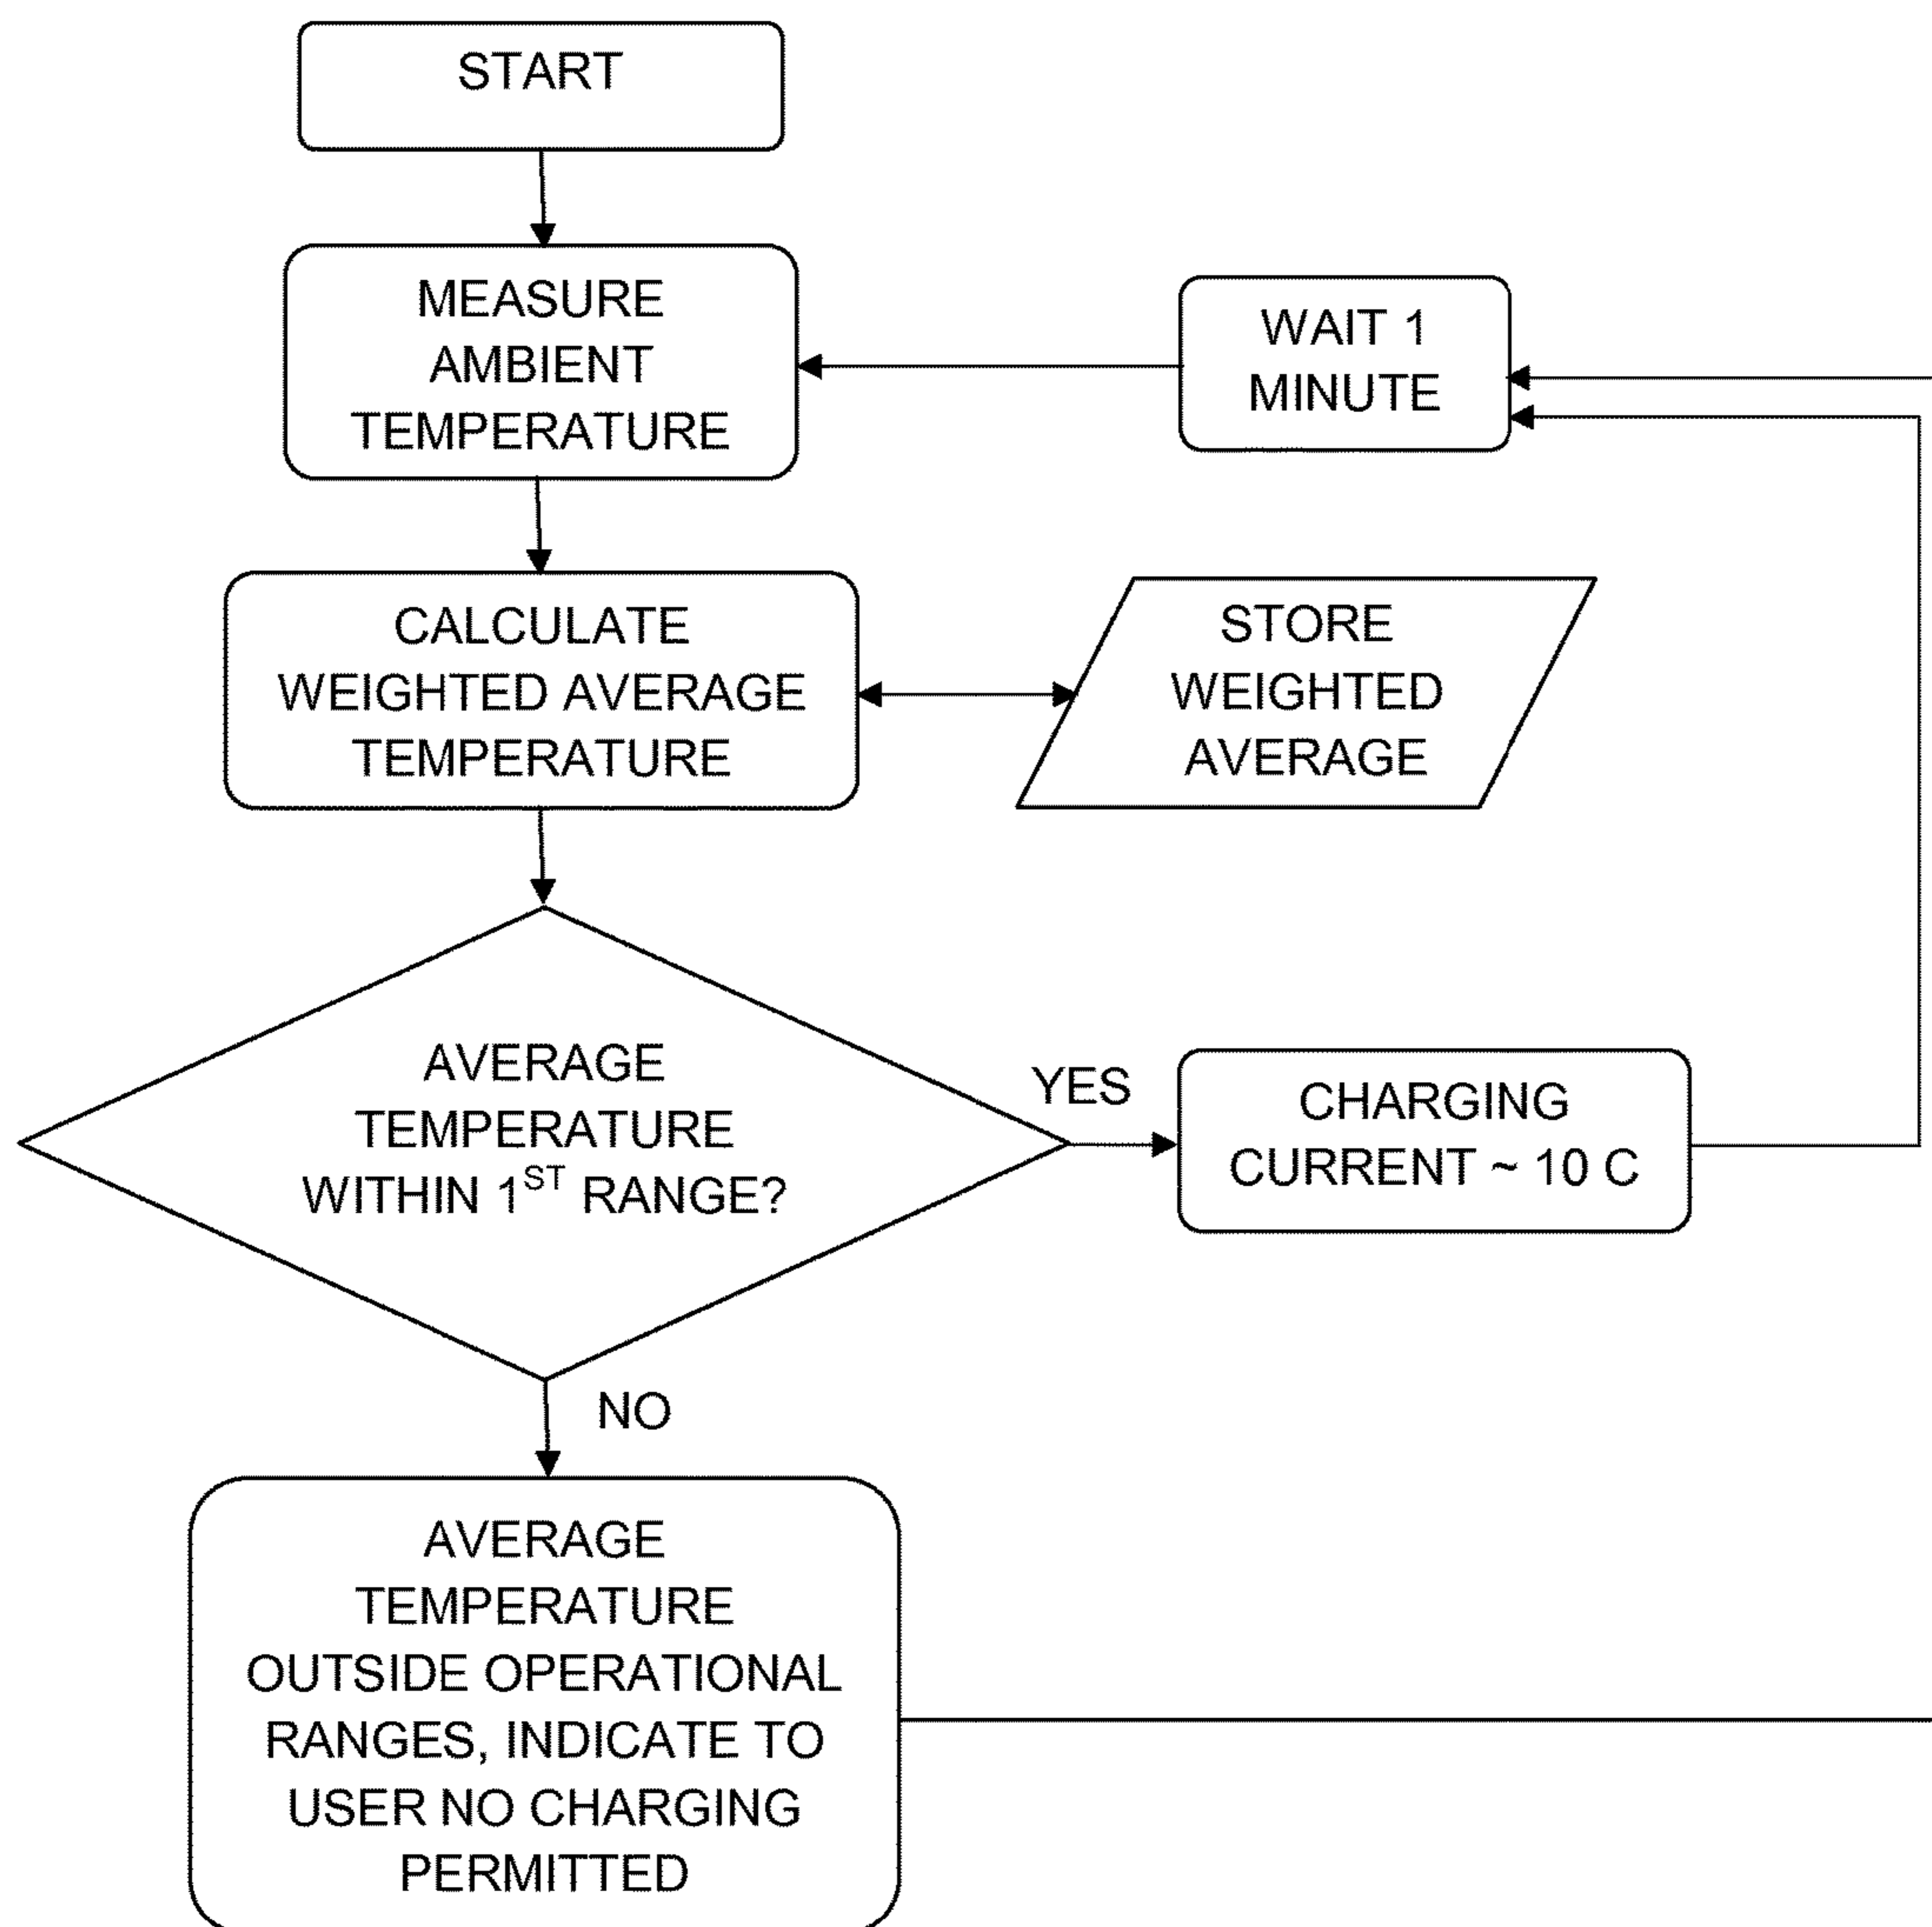 START
MEASURE
AMBIENT
TEMPERATURE
WAIT 1
MINUTE
CALCULATE
WEIGHTED AVERAGE
TEMPERATURE
STORE
WEIGHTED
AVERAGE
AVERAGE
TEMPERATURE
WITHIN 1ST RANGE?
YES
CHARGING
CURRENT ~ 10 C
NO
AVERAGE
TEMPERATURE
OUTSIDE OPERATIONAL
RANGES, INDICATE TO
USER NO CHARGING
PERMITTED